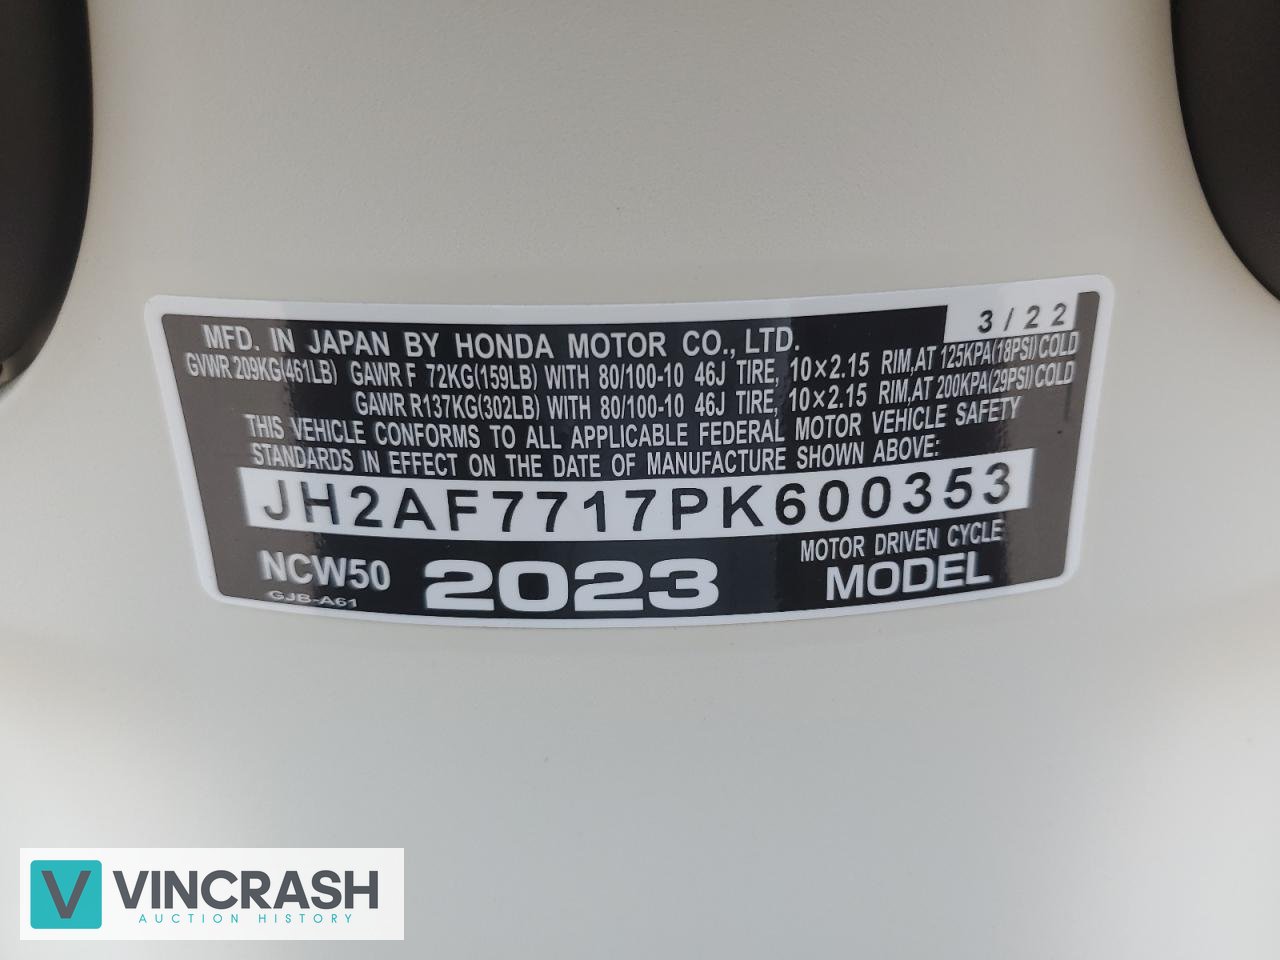 3/22
MFD. IN JAPAN BY HONDA MOTOR CO., LTD.
GVWR 209KG(461LB) GAWR F 72KG(159LB) WITH 80/100-10 46J TIRE, 10×2.15 RIM,AT 125KPA(18PSI)COLD
GAWR R137KG(302LB) WITH 80/100-10 46J TIRE, 10×2.15 RIM,AT 200KPA(29PSI)COLD
THIS VEHICLE CONFORMS TO ALL APPLICABLE FEDERAL MOTOR VEHICLE SAFETY
STANDARDS IN EFFECT ON THE DATE OF MANUFACTURE SHOWN ABOVE:
JH2AF7717PK600353
NCW50 2023 MOTOR DRIVEN CYCLE
GJB-A61 MODEL
V VINCRASH
AUCTION HISTORY